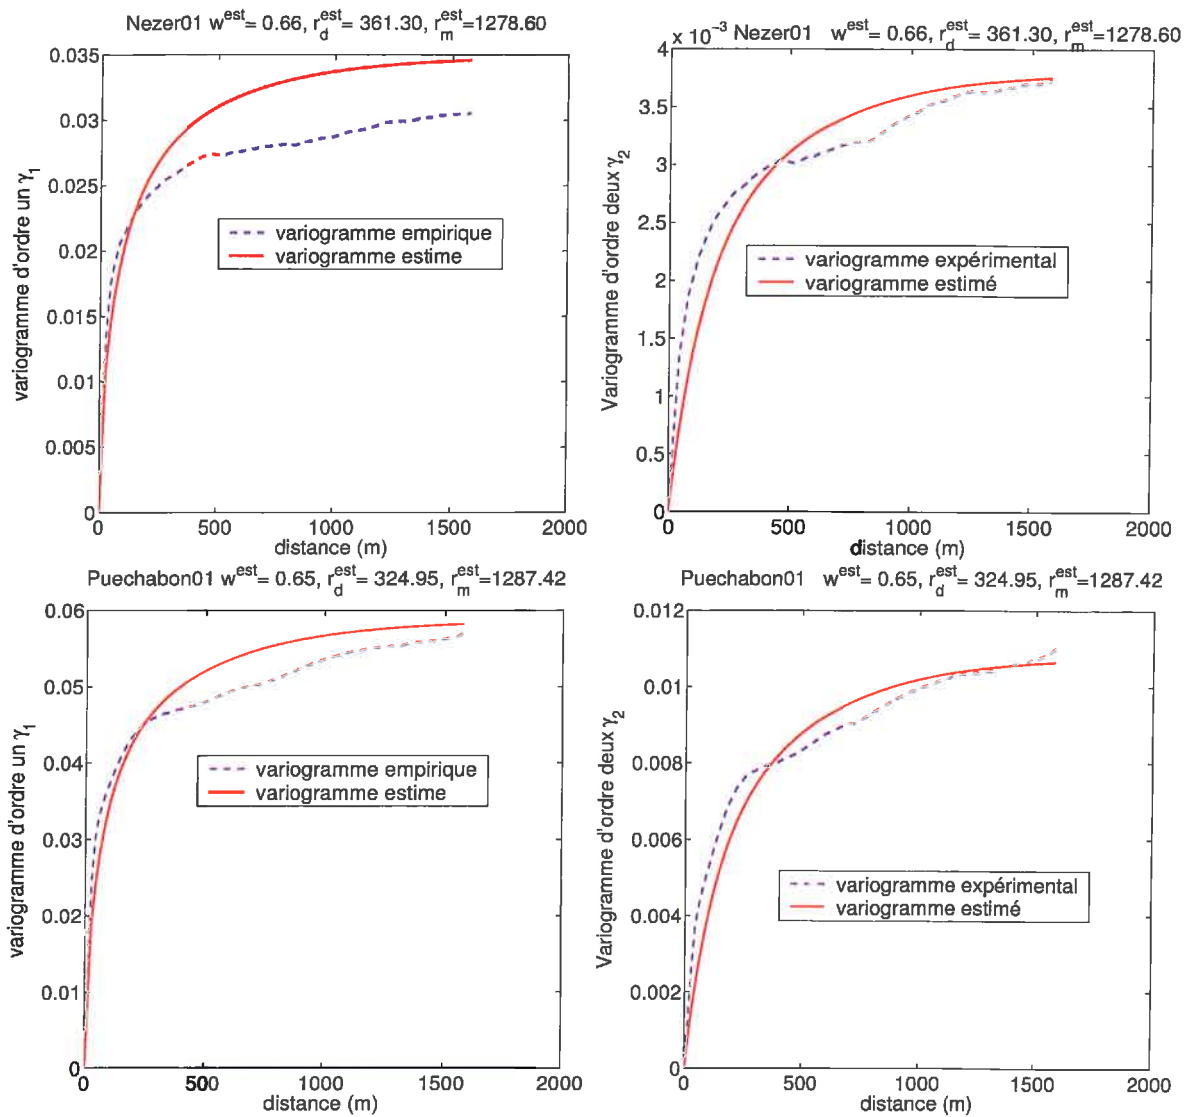 Nezer01 w^est= 0.66, r_d^est= 361.30, r_m^est=1278.60
0.035
0.03
0.025
0.02
0.015
0.01
0.005
0
variogramme d'ordre un γ_1
variogramme empirique
variogramme estime
0 500 1000 1500 2000
distance (m)
x 10^-3 Nezer01 w^est= 0.66, r_d^est= 361.30, r_m^est=1278.60
4
3.5
3
2.5
2
1.5
1
0.5
0
Variogramme d'ordre deux γ_2
variogramme expérimental
variogramme estimé
0 500 1000 1500 2000
distance (m)
Puechabon01 w^est= 0.65, r_d^est= 324.95, r_m^est=1287.42
0.06
0.05
0.04
0.03
0.02
0.01
0
variogramme d'ordre un γ_1
variogramme empirique
variogramme estime
0 500 1000 1500 2000
distance (m)
Puechabon01 w^est= 0.65, r_d^est= 324.95, r_m^est=1287.42
0.012
0.01
0.008
0.006
0.004
0.002
0
Variogramme d'ordre deux γ_2
variogramme expérimental
variogramme estimé
0 500 1000 1500 2000
distance (m)